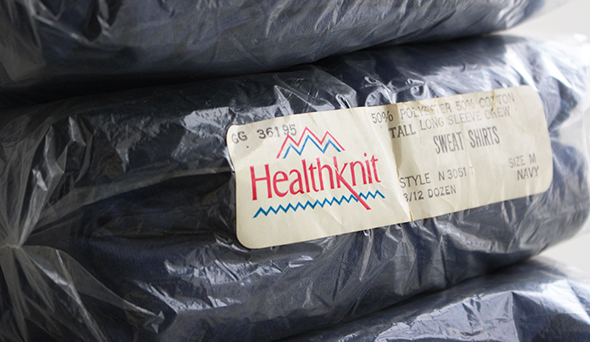 GG 36195
Healthknit
50% POLYESTER 50% COTTON
TALL LONG SLEEVE CREW
SWEAT SHIRTS
STYLE N 3051 T SIZE M
3/12 DOZEN NAVY